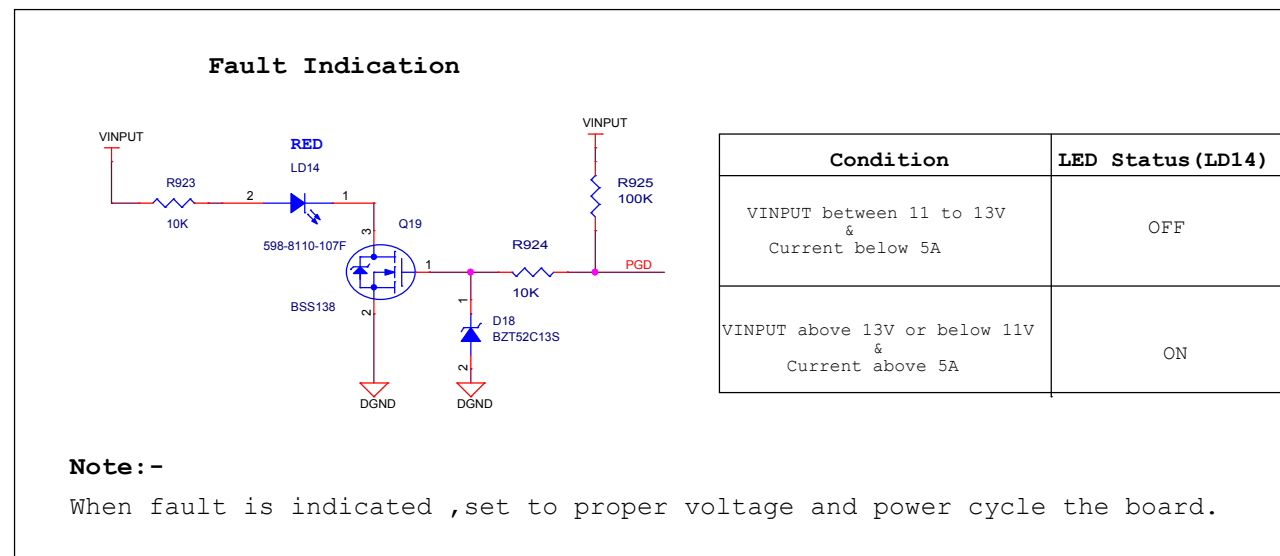 Fault Indication
VINPUT
RED
LD14
R923
10K
2
1
598-8110-107F
3
Q19
BSS138
2
DGND
1
R924
10K
VINPUT
R925
100K
PGD
1
D18
BZT52C13S
2
DGND
Condition
LED Status(LD14)
VINPUT between 11 to 13V
&
Current below 5A
OFF
VINPUT above 13V or below 11V
&
Current above 5A
ON
Note:-
When fault is indicated ,set to proper voltage and power cycle the board.